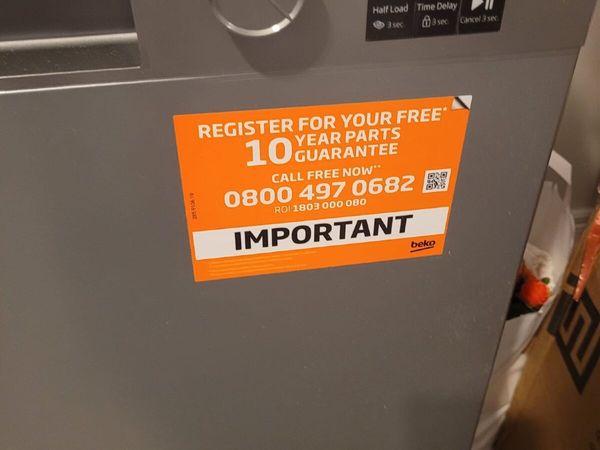 Half Load
Time Delay
3 sec.
3 sec.
Cancel 3 sec.
REGISTER FOR YOUR FREE*
10 YEAR PARTS
GUARANTEE
CALL FREE NOW**
0800 497 0682
ROI 1803 000 080
IMPORTANT
beko